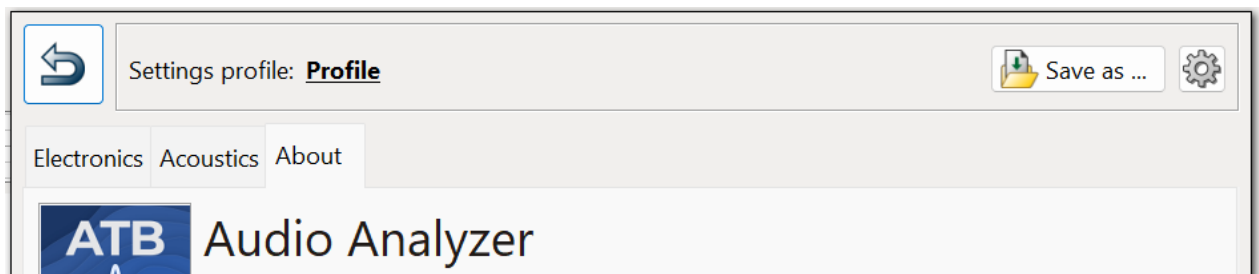 Settings profile: Profile
Save as ...
Electronics Acoustics About
ATB
Audio Analyzer